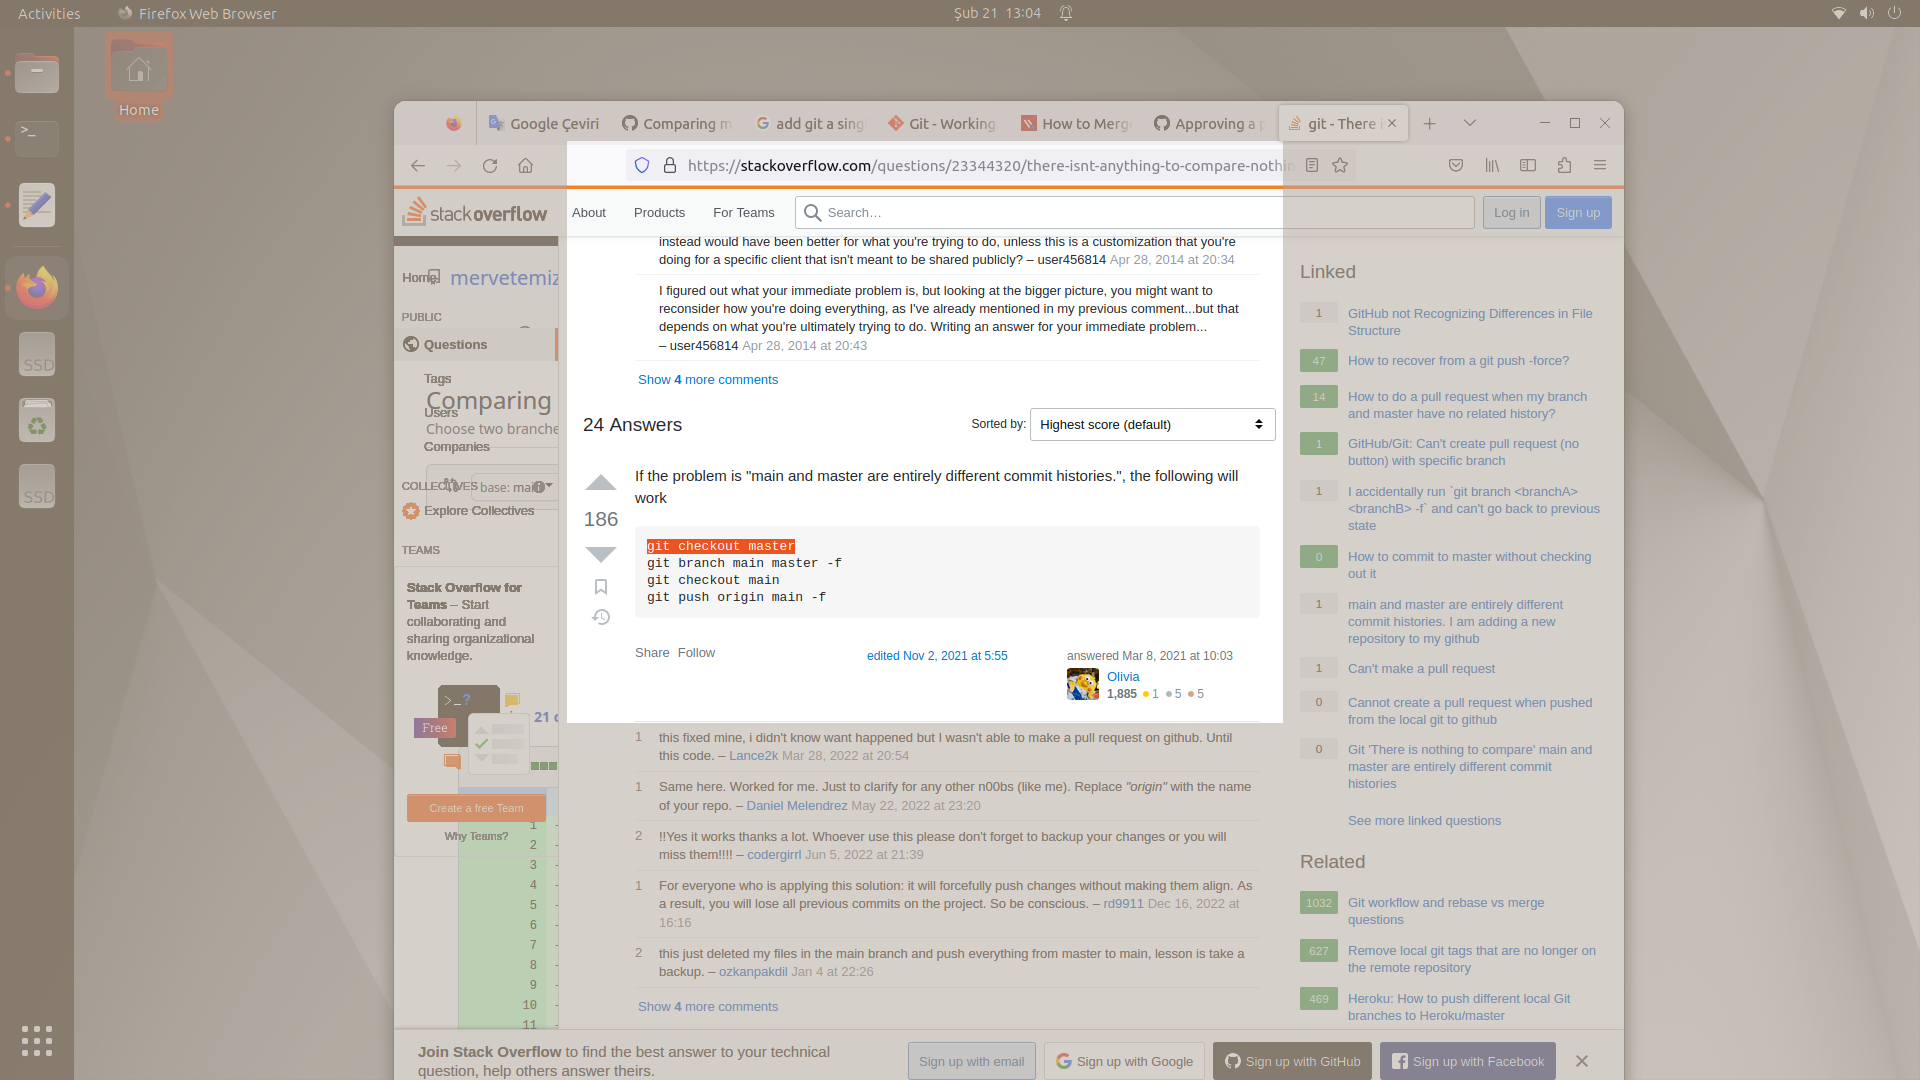 Activities
Firefox Web Browser
Şub 21 13:04
Home
Google Çeviri
Comparing m
add git a sing
Git - Working
How to Merg
Approving a p
git - There i
https://stackoverflow.com/questions/23344320/there-isnt-anything-to-compare-nothin
stackoverflow
About
Products
For Teams
Search…
Log in
Sign up
Home
mervetemiz
PUBLIC
Questions
Tags
Comparing
Users
Choose two branche
Companies
COLLECTIVES
base: main
Explore Collectives
TEAMS
Stack Overflow for
Teams – Start
collaborating and
sharing organizational
knowledge.
>_?
Free
21 c
Create a free Team
Why Teams?
1 -
2 -
3 -
4 -
5 -
6 -
7 -
8 -
9 -
10 -
11 -
SSD
SSD
instead would have been better for what you're trying to do, unless this is a customization that you're
doing for a specific client that isn't meant to be shared publicly? – user456814 Apr 28, 2014 at 20:34
I figured out what your immediate problem is, but looking at the bigger picture, you might want to
reconsider how you're doing everything, as I've already mentioned in my previous comment...but that
depends on what you're ultimately trying to do. Writing an answer for your immediate problem...
– user456814 Apr 28, 2014 at 20:43
Show 4 more comments
24 Answers
Sorted by:
Highest score (default)
186
If the problem is "main and master are entirely different commit histories.", the following will
work
git checkout master
git branch main master -f
git checkout main
git push origin main -f
Share Follow
edited Nov 2, 2021 at 5:55
answered Mar 8, 2021 at 10:03
Olivia
1,885 1 5 5
1 this fixed mine, i didn't know want happened but I wasn't able to make a pull request on github. Until
this code. – Lance2k Mar 28, 2022 at 20:54
1 Same here. Worked for me. Just to clarify for any other n00bs (like me). Replace "origin" with the name
of your repo. – Daniel Melendrez May 22, 2022 at 23:20
2 !!Yes it works thanks a lot. Whoever use this please don't forget to backup your changes or you will
miss them!!!! – codergirrl Jun 5, 2022 at 21:39
1 For everyone who is applying this solution: it will forcefully push changes without making them align. As
a result, you will lose all previous commits on the project. So be conscious. – rd9911 Dec 16, 2022 at
16:16
2 this just deleted my files in the main branch and push everything from master to main, lesson is take a
backup. – ozkanpakdil Jan 4 at 22:26
Show 4 more comments
Linked
1 GitHub not Recognizing Differences in File
Structure
47 How to recover from a git push -force?
14 How to do a pull request when my branch
and master have no related history?
1 GitHub/Git: Can't create pull request (no
button) with specific branch
1 I accidentally run `git branch <branchA>
<branchB> -f` and can't go back to previous
state
0 How to commit to master without checking
out it
1 main and master are entirely different
commit histories. I am adding a new
repository to my github
1 Can't make a pull request
0 Cannot create a pull request when pushed
from the local git to github
0 Git 'There is nothing to compare' main and
master are entirely different commit
histories
See more linked questions
Related
1032 Git workflow and rebase vs merge
questions
627 Remove local git tags that are no longer on
the remote repository
469 Heroku: How to push different local Git
branches to Heroku/master
Join Stack Overflow to find the best answer to your technical
question, help others answer theirs.
Sign up with email
Sign up with Google
Sign up with GitHub
Sign up with Facebook